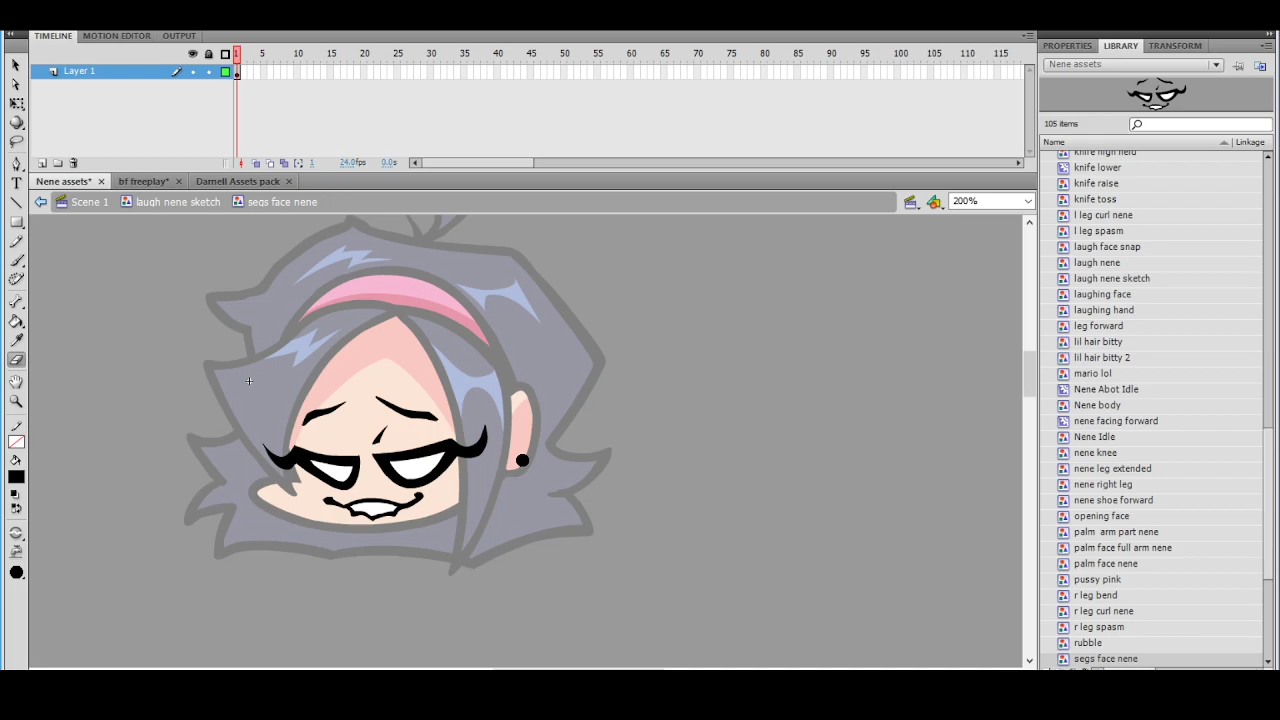 TIMELINE MOTION EDITOR OUTPUT
PROPERTIES LIBRARY TRANSFORM
1 5 10 15 20 25 30 35 40 45 50 55 60 65 70 75 80 85 90 95 100 105 110 115
Nene assets
Layer 1
105 items
Name Linkage
1 24.0fps 0.0s
Nene assets* bf freeplay* Darnell Assets pack
Scene 1 laugh nene sketch segs face nene
200%
knife lower
knife raise
knife toss
l leg curl nene
l leg spasm
laugh face snap
laugh nene
laugh nene sketch
laughing face
laughing hand
leg forward
lil hair bitty
lil hair bitty 2
mario lol
Nene Abot Idle
Nene body
nene facing forward
Nene Idle
nene knee
nene leg extended
nene right leg
nene shoe forward
opening face
palm arm part nene
palm face full arm nene
palm face nene
pussy pink
r leg bend
r leg curl nene
r leg spasm
rubble
segs face nene